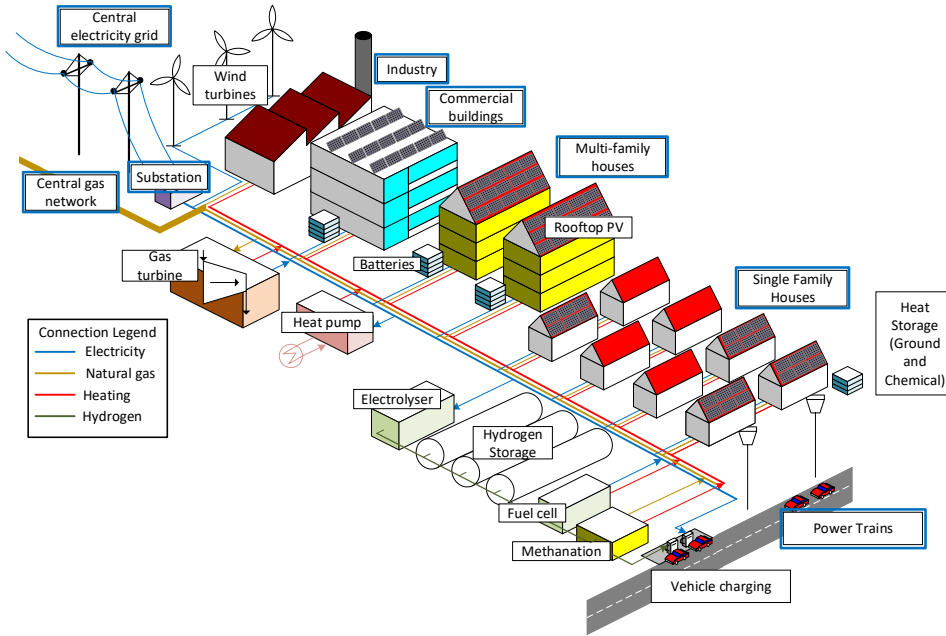 Central
electricity grid
Wind
turbines
Industry
Commercial
buildings
Multi-family
houses
Central gas
network
Substation
Rooftop PV
Gas
turbine
Batteries
Single Family
Houses
Heat pump
Heat
Storage
(Ground
and
Chemical)
Connection Legend
Electricity
Natural gas
Heating
Hydrogen
Electrolyser
Hydrogen
Storage
Fuel cell
Methanation
Power Trains
Vehicle charging